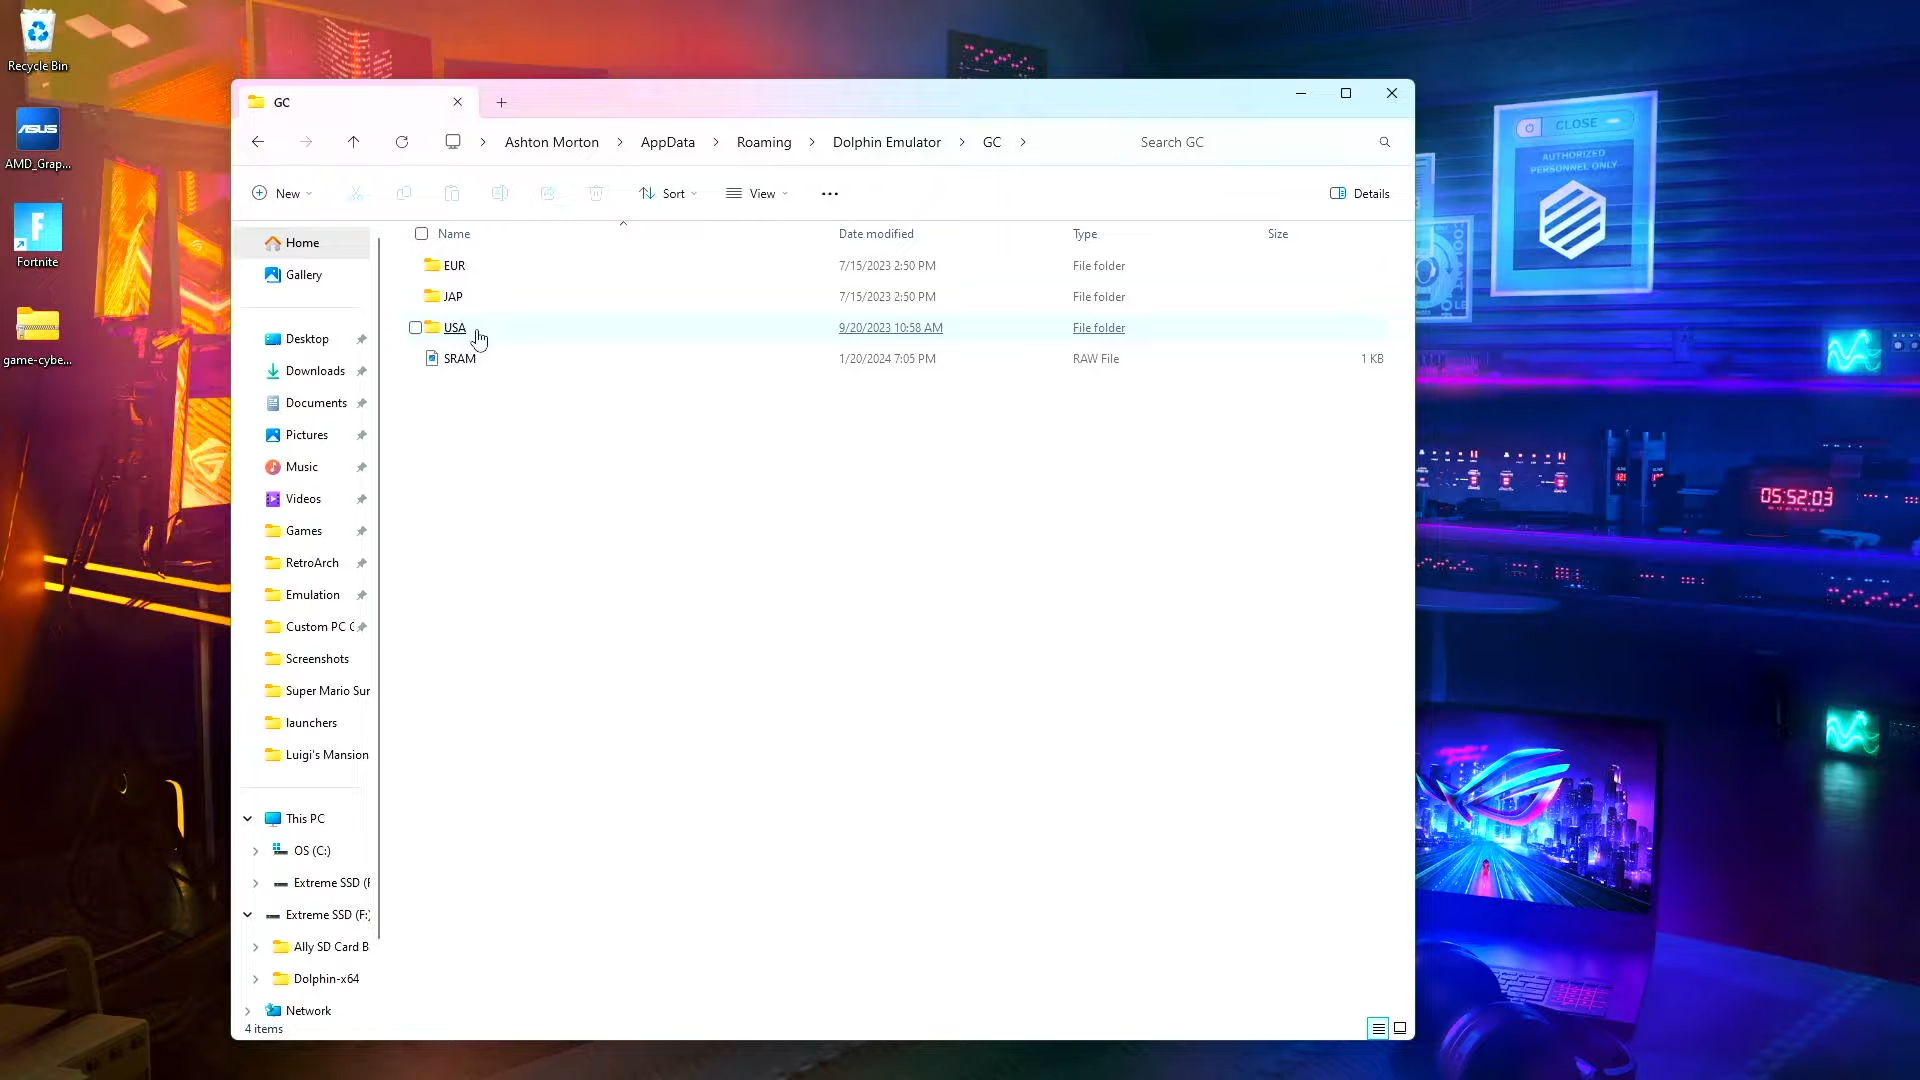 Recycle Bin
ASUS
AMD_Grap...
Fortnite
game-cybe...
GC
Ashton Morton > AppData > Roaming > Dolphin Emulator > GC >
Search GC
New
Sort
View
Details
Name Date modified Type Size
EUR 7/15/2023 2:50 PM File folder
JAP 7/15/2023 2:50 PM File folder
USA 9/20/2023 10:58 AM File folder
SRAM 1/20/2024 7:05 PM RAW File 1 KB
Home
Gallery
Desktop
Downloads
Documents
Pictures
Music
Videos
Games
RetroArch
Emulation
Custom PC
Screenshots
Super Mario Sur
launchers
Luigi's Mansion
This PC
OS (C:)
Extreme SSD (
Extreme SSD (F:)
Ally SD Card B
Dolphin-x64
Network
4 items
CLOSE
AUTHORIZED
PERSONNEL ONLY
05:52:03